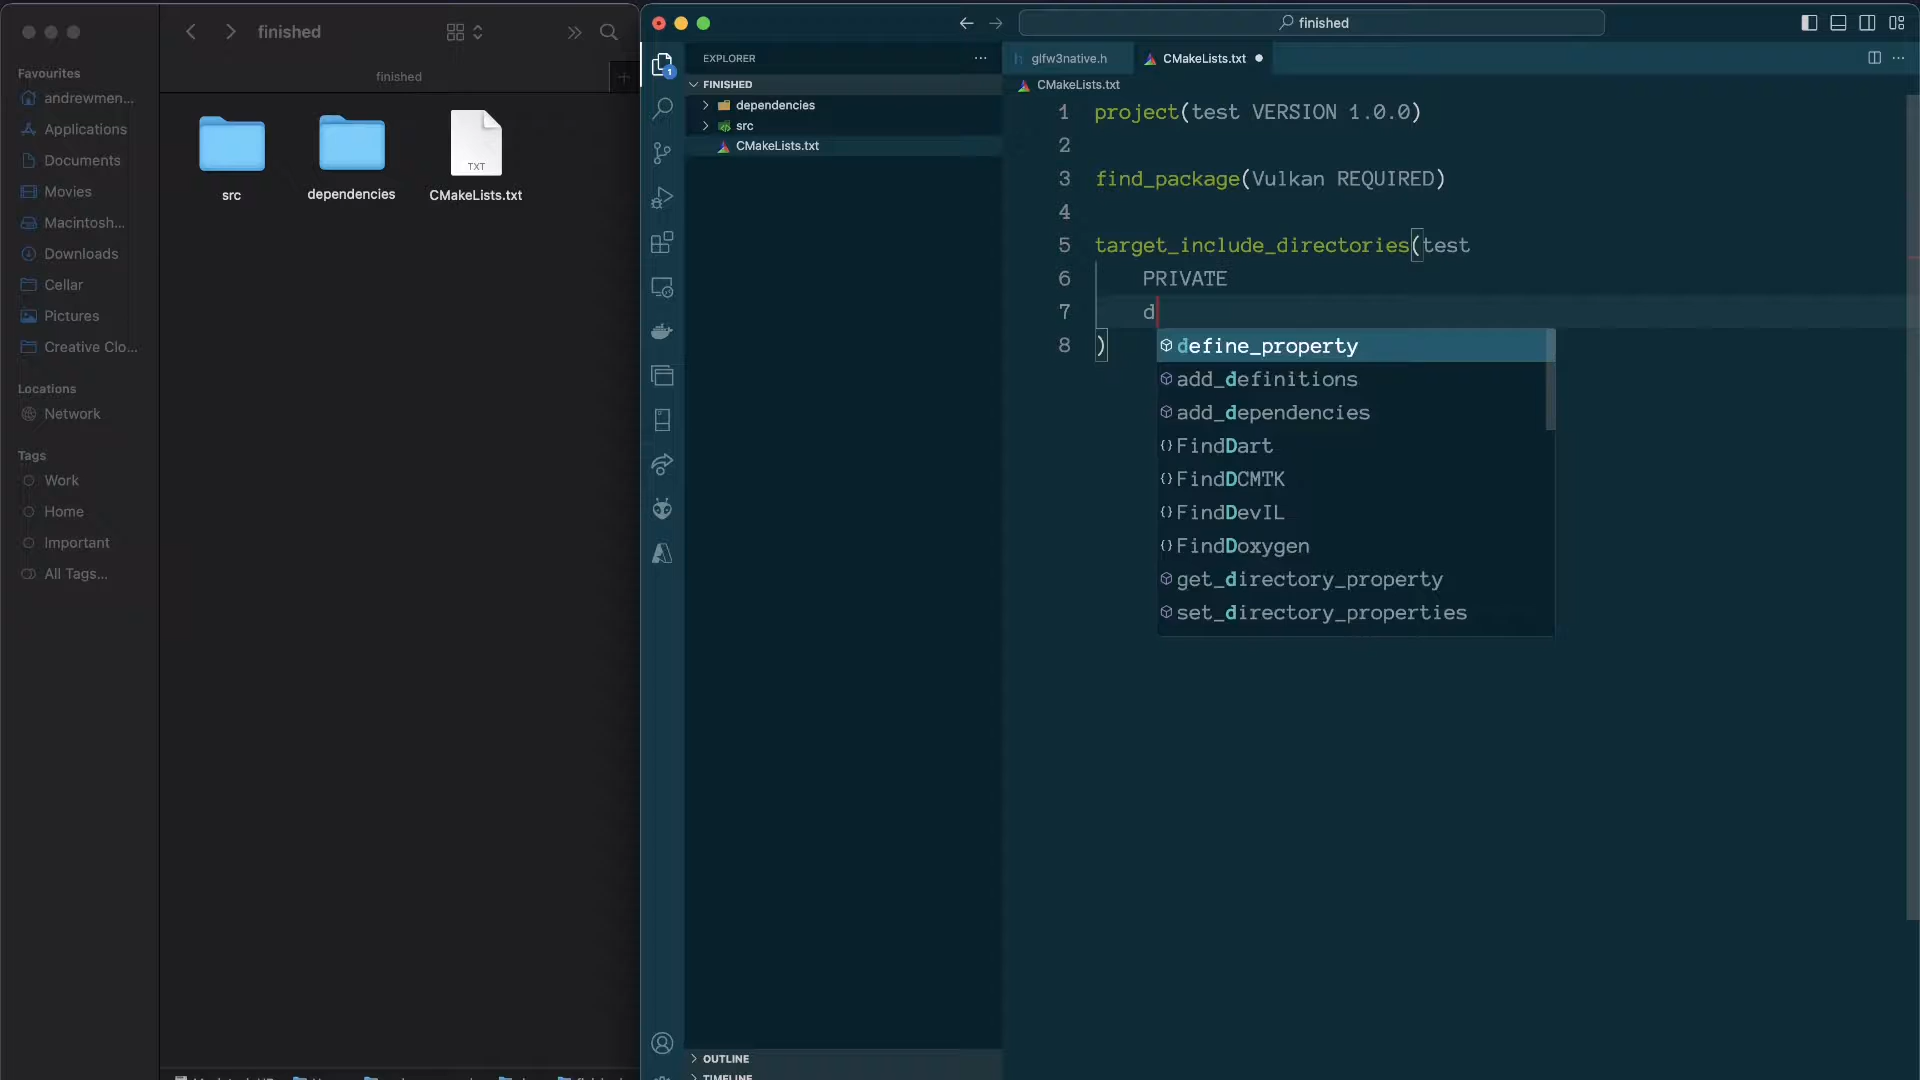 finished
finished
Favourites
andrewmen...
Applications
Documents
Movies
Macintosh...
Downloads
Cellar
Pictures
Creative Clo...
Locations
Network
Tags
Work
Home
Important
All Tags...
src
dependencies
TXT
CMakeLists.txt
finished
EXPLORER
1
FINISHED
dependencies
src
CMakeLists.txt
OUTLINE
TIMELINE
glfw3native.h
CMakeLists.txt
CMakeLists.txt
1 project(test VERSION 1.0.0)
2
3 find_package(Vulkan REQUIRED)
4
5 target_include_directories(test
6 PRIVATE
7 d
8 )
define_property
add_definitions
add_dependencies
FindDart
FindDCMTK
FindDevIL
FindDoxygen
get_directory_property
set_directory_properties